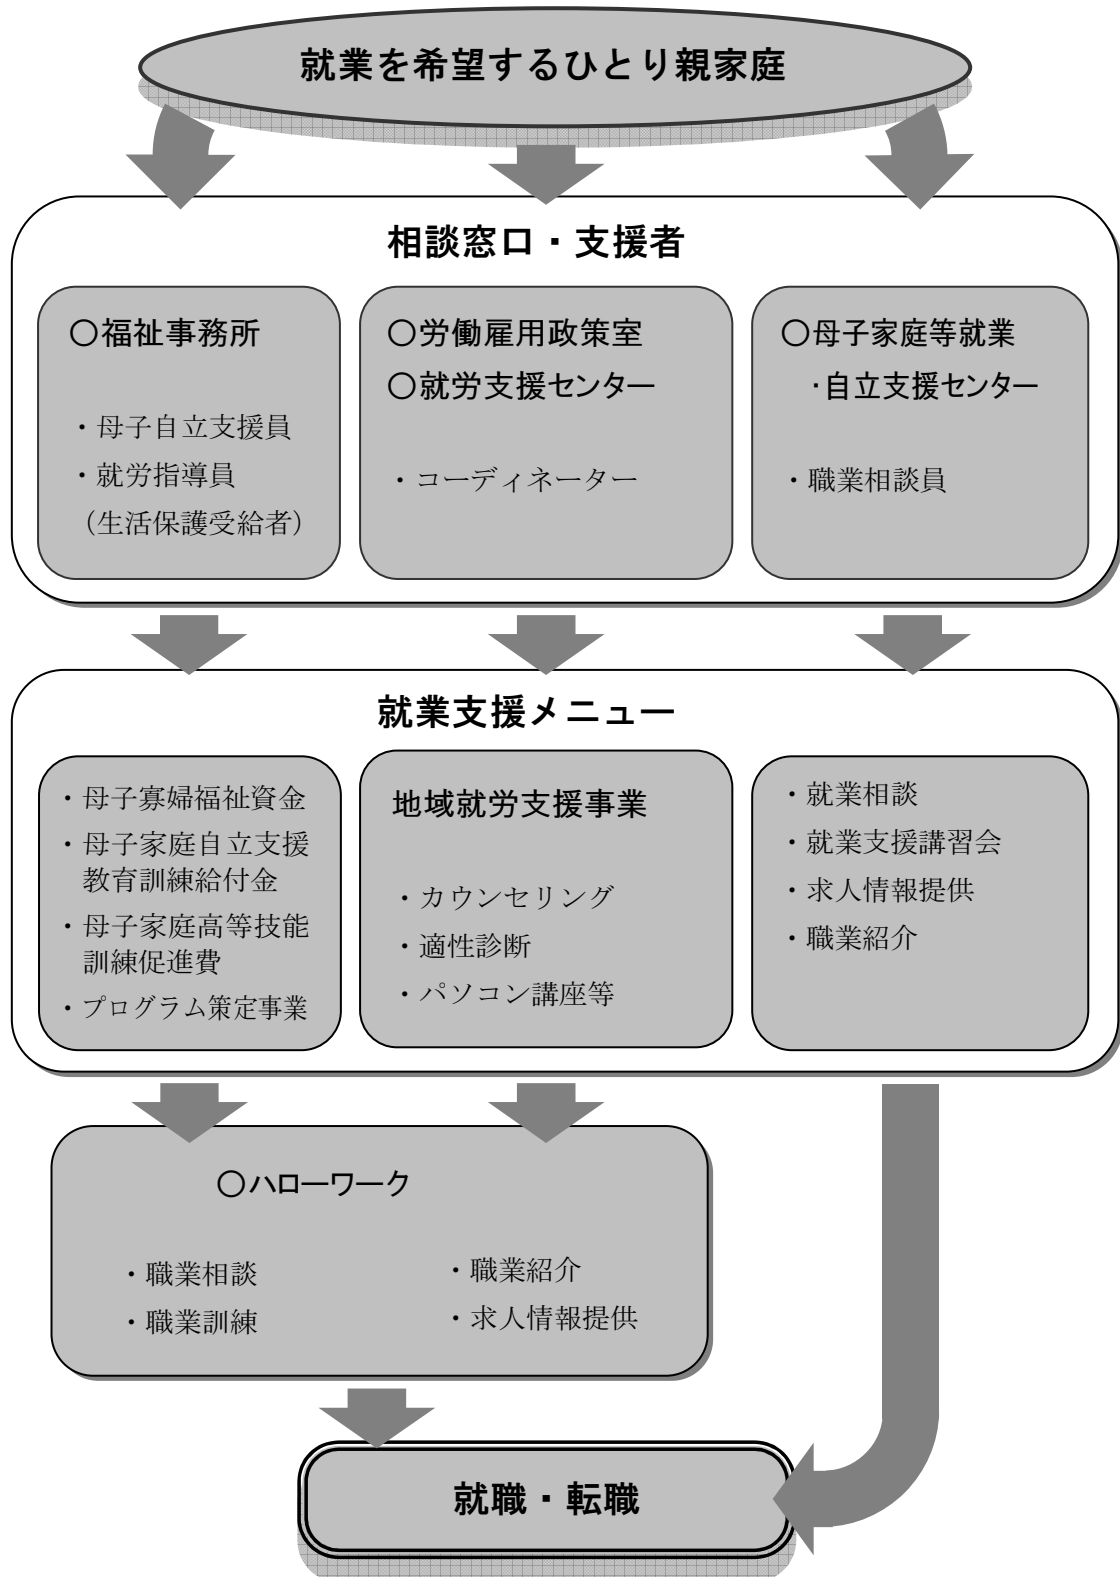 就業を希望するひとり親家庭
相談窓口・支援者
○福祉事務所
・母子自立支援員
・就労指導員
（生活保護受給者）
○労働雇用政策室
○就労支援センター
・コーディネーター
○母子家庭等就業
・自立支援センター
・職業相談員
就業支援メニュー
・母子寡婦福祉資金
・母子家庭自立支援
教育訓練給付金
・母子家庭高等技能
訓練促進費
・プログラム策定事業
地域就労支援事業
・カウンセリング
・適性診断
・パソコン講座等
・就業相談
・就業支援講習会
・求人情報提供
・職業紹介
○ハローワーク
・職業相談
・職業訓練
・職業紹介
・求人情報提供
就職・転職